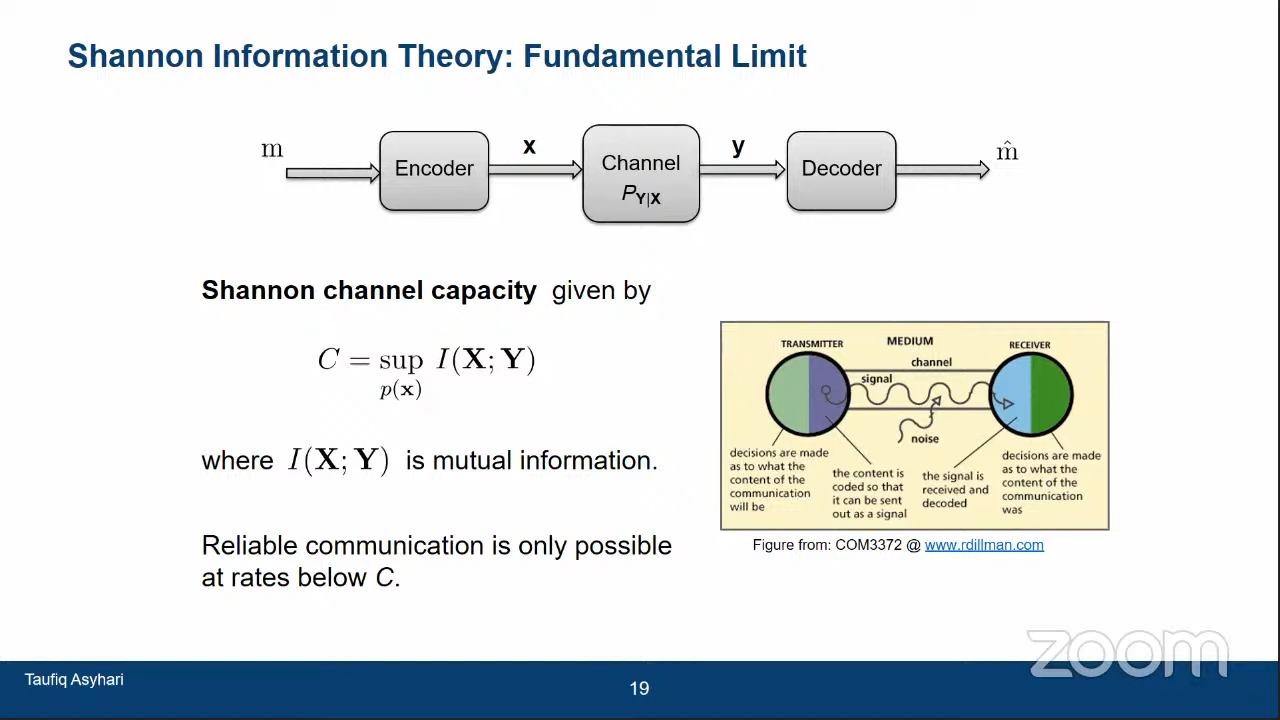 Shannon Information Theory: Fundamental Limit
m
Encoder
x
Channel
P_{Y|X}
y
Decoder
m̂
Shannon channel capacity given by
C = sup I(X; Y)
p(x)
where I(X; Y) is mutual information.
Reliable communication is only possible
at rates below C.
TRANSMITTER
MEDIUM
RECEIVER
channel
signal
noise
decisions are made
as to what the
content of the
communication
will be
the content is
coded so that
it can be sent
out as a signal
the signal is
received and
decoded
decisions are made
as to what the
content of the
communication
was
Figure from: COM3372 @ www.rdillman.com
zoom
Taufiq Asyhari
19